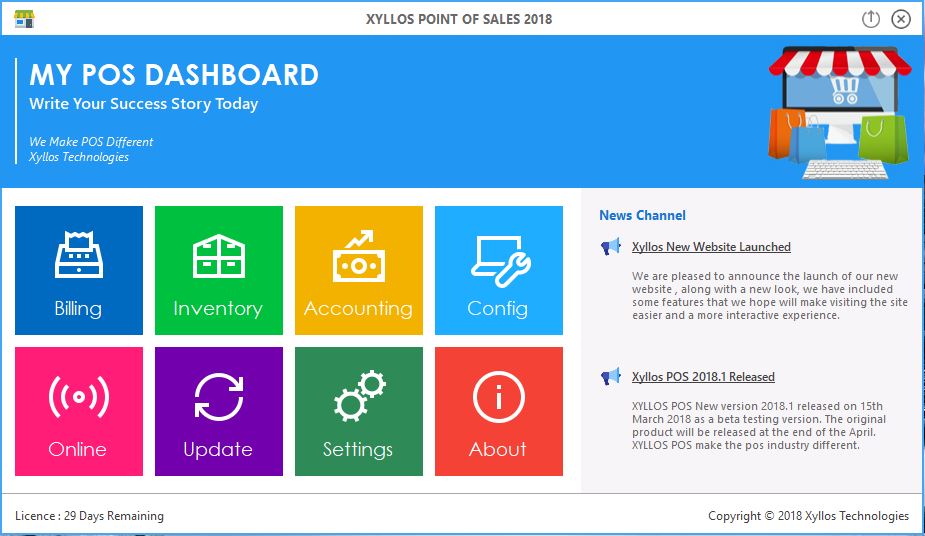 XYLLOS POINT OF SALES 2018
MY POS DASHBOARD
Write Your Success Story Today
We Make POS Different
Xyllos Technologies
Billing
Inventory
Accounting
Config
Online
Update
Settings
About
News Channel
Xyllos New Website Launched
We are pleased to announce the launch of our new
website , along with a new look, we have included
some features that we hope will make visiting the site
easier and a more interactive experience.
Xyllos POS 2018.1 Released
XYLLOS POS New version 2018.1 released on 15th
March 2018 as a beta testing version. The original
product will be released at the end of the April.
XYLLOS POS make the pos industry different.
Licence : 29 Days Remaining
Copyright © 2018 Xyllos Technologies